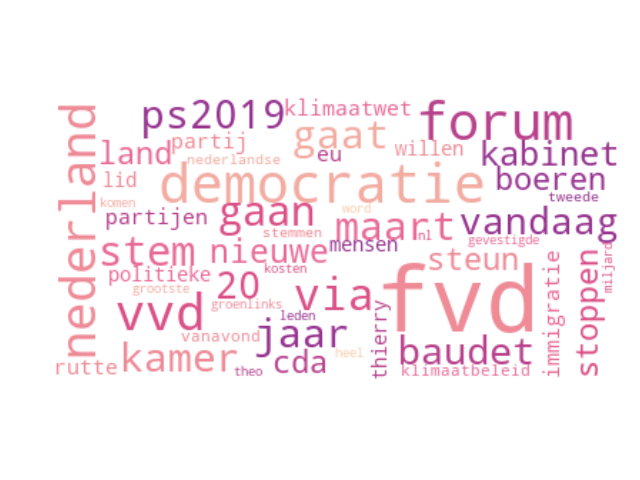 ps2019
klimaatwet
forum
nederland
partij
gaat
willen
kabinet
land
nederlandse
eu
lid
democratie
boeren
tweede
komen
partijen
gaan
word
maart
vandaag
stemmen
nl
gevestigde
stem
nieuwe
mensen
steun
politieke
kosten
miljard
grootste
20
via
fvd
immigratie
stoppen
vvd
groenlinks
leden
thierry
jaar
vanavond
kamer
heel
baudet
rutte
theo
cda
klimaatbeleid